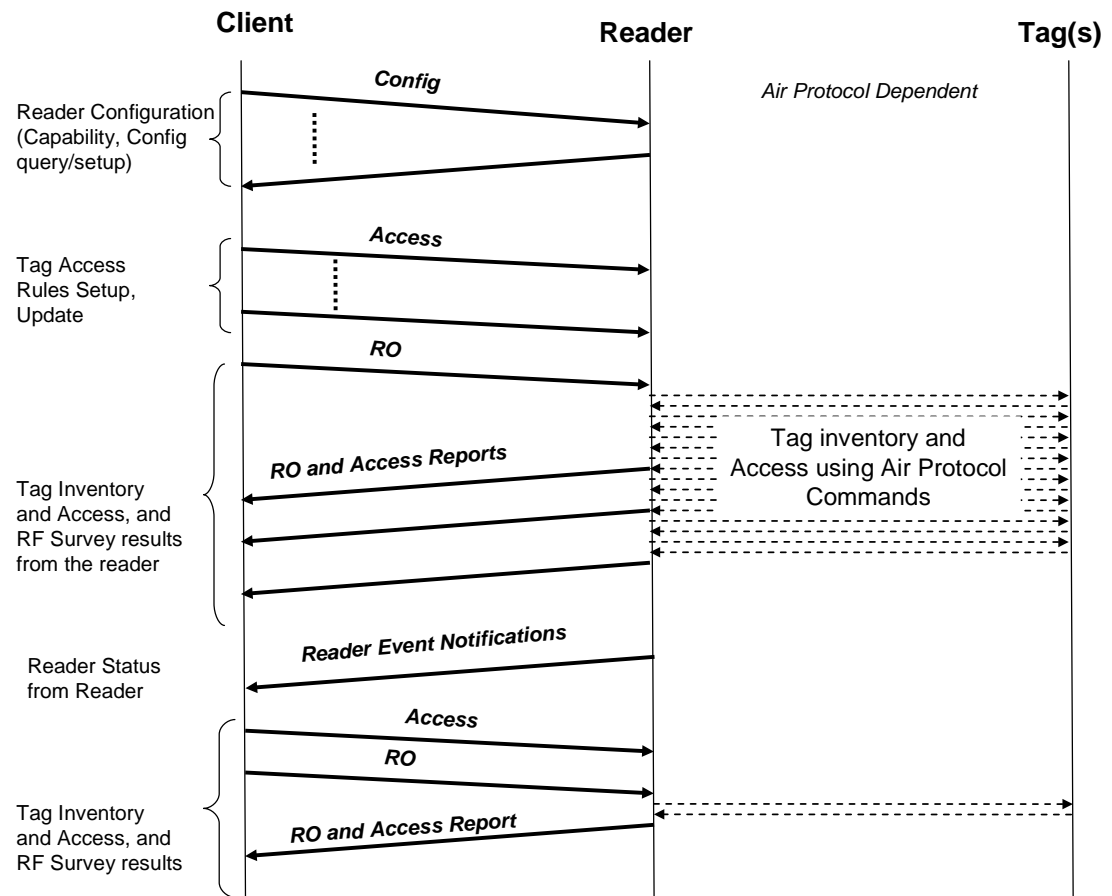 Client
Reader
Tag(s)
Config
Air Protocol Dependent
Reader Configuration
(Capability, Config
query/setup)
Access
Tag Access
Rules Setup,
Update
RO
Tag inventory and
Access using Air Protocol
Commands
RO and Access Reports
Tag Inventory
and Access, and
RF Survey results
from the reader
Reader Event Notifications
Reader Status
from Reader
Access
RO
Tag Inventory
and Access, and
RF Survey results
RO and Access Report